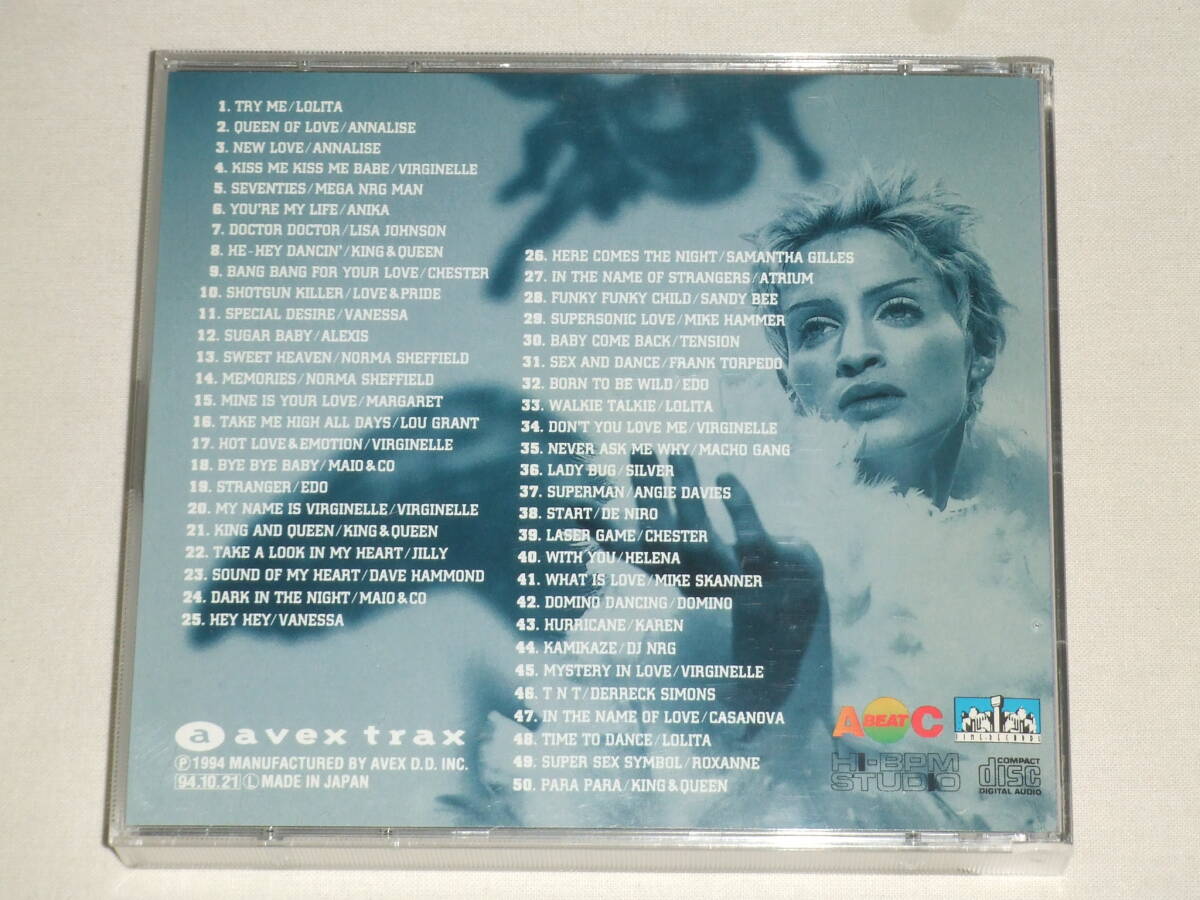 1. TRY ME/LOLITA
2. QUEEN OF LOVE/ANNALISE
3. NEW LOVE/ANNALISE
4. KISS ME KISS ME BABE/VIRGINELLE
5. SEVENTIES/MEGA NRG MAN
6. YOU'RE MY LIFE/ANIKA
7. DOCTOR DOCTOR/LISA JOHNSON
8. HE-HEY DANCIN'/KING&QUEEN
9. BANG BANG FOR YOUR LOVE/CHESTER
10. SHOTGUN KILLER/LOVE&PRIDE
11. SPECIAL DESIRE/VANESSA
12. SUGAR BABY/ALEXIS
13. SWEET HEAVEN/NORMA SHEFFIELD
14. MEMORIES/NORMA SHEFFIELD
15. MINE IS YOUR LOVE/MARGARET
16. TAKE ME HIGH ALL DAYS/LOU GRANT
17. HOT LOVE&EMOTION/VIRGINELLE
18. BYE BYE BABY/MAIO&CO
19. STRANGER/EDO
20. MY NAME IS VIRGINELLE/VIRGINELLE
21. KING AND QUEEN/KING&QUEEN
22. TAKE A LOOK IN MY HEART/JILLY
23. SOUND OF MY HEART/DAVE HAMMOND
24. DARK IN THE NIGHT/MAIO&CO
25. HEY HEY/VANESSA
26. HERE COMES THE NIGHT/SAMANTHA GILLES
27. IN THE NAME OF STRANGERS/ATRIUM
28. FUNKY FUNKY CHILD/SANDY BEE
29. SUPERSONIC LOVE/MIKE HAMMER
30. BABY COME BACK/TENSION
31. SEX AND DANCE/FRANK TORPEDO
32. BORN TO BE WILD/EDO
33. WALKIE TALKIE/LOLITA
34. DON'T YOU LOVE ME/VIRGINELLE
35. NEVER ASK ME WHY/MACHO GANG
36. LADY BUG/SILVER
37. SUPERMAN/ANGIE DAVIES
38. START/DE NIRO
39. LASER GAME/CHESTER
40. WITH YOU/HELENA
41. WHAT IS LOVE/MIKE SKANNER
42. DOMINO DANCING/DOMINO
43. HURRICANE/KAREN
44. KAMIKAZE/DJ NRG
45. MYSTERY IN LOVE/VIRGINELLE
46. T N T/DERRECK SIMONS
47. IN THE NAME OF LOVE/CASANOVA
48. TIME TO DANCE/LOLITA
49. SUPER SEX SYMBOL/ROXANNE
50. PARA PARA/KING&QUEEN
a avex trax
Ⓟ1994 MANUFACTURED BY AVEX D.D. INC.
94.10.21 Ⓛ MADE IN JAPAN
A BEAT C
TIME RECORDS
HI-BPM
STUDIO
COMPACT
disc
DIGITAL AUDIO